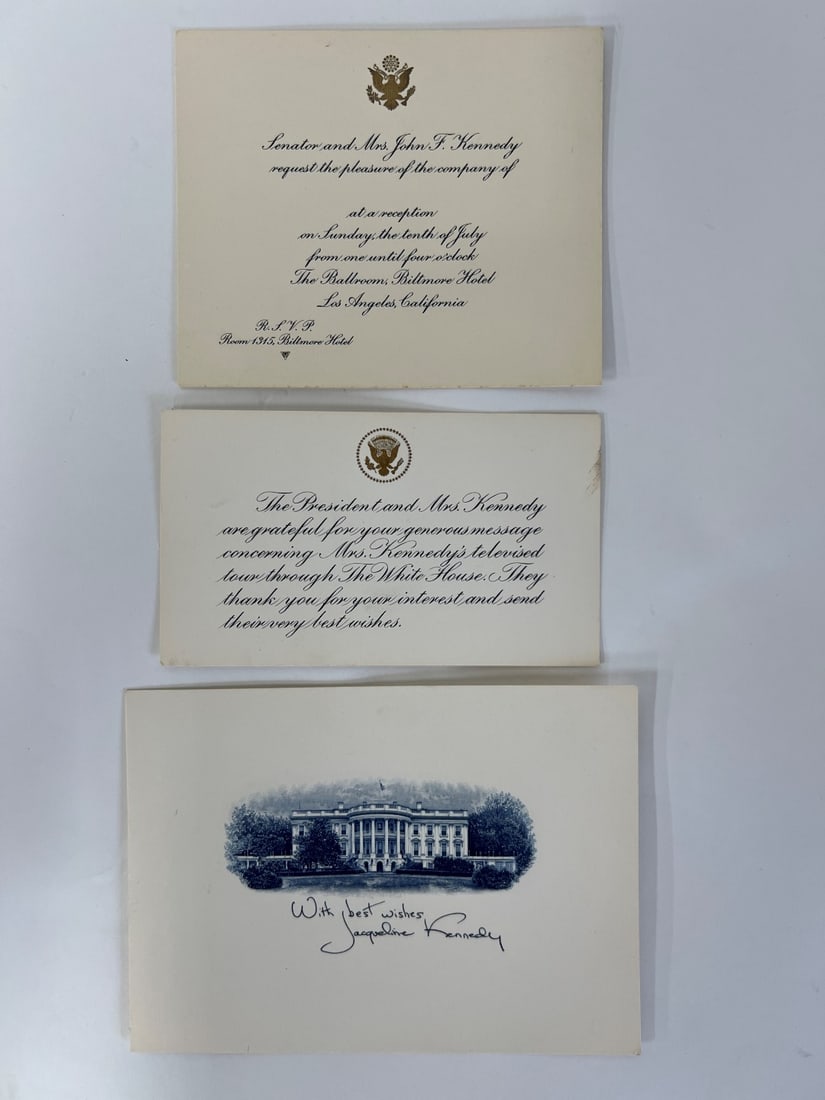 Senator and Mrs. John F. Kennedy
request the pleasure of the company of
at a reception
on Sunday, the tenth of July
from one until four o'clock
The Ballroom, Biltmore Hotel
Los Angeles, California
R. S. V. P.
Room 1315, Biltmore Hotel
The President and Mrs. Kennedy
are grateful for your generous message
concerning Mrs. Kennedy's televised
tour through The White House. They
thank you for your interest and send
their very best wishes.
With best wishes,
Jacqueline Kennedy